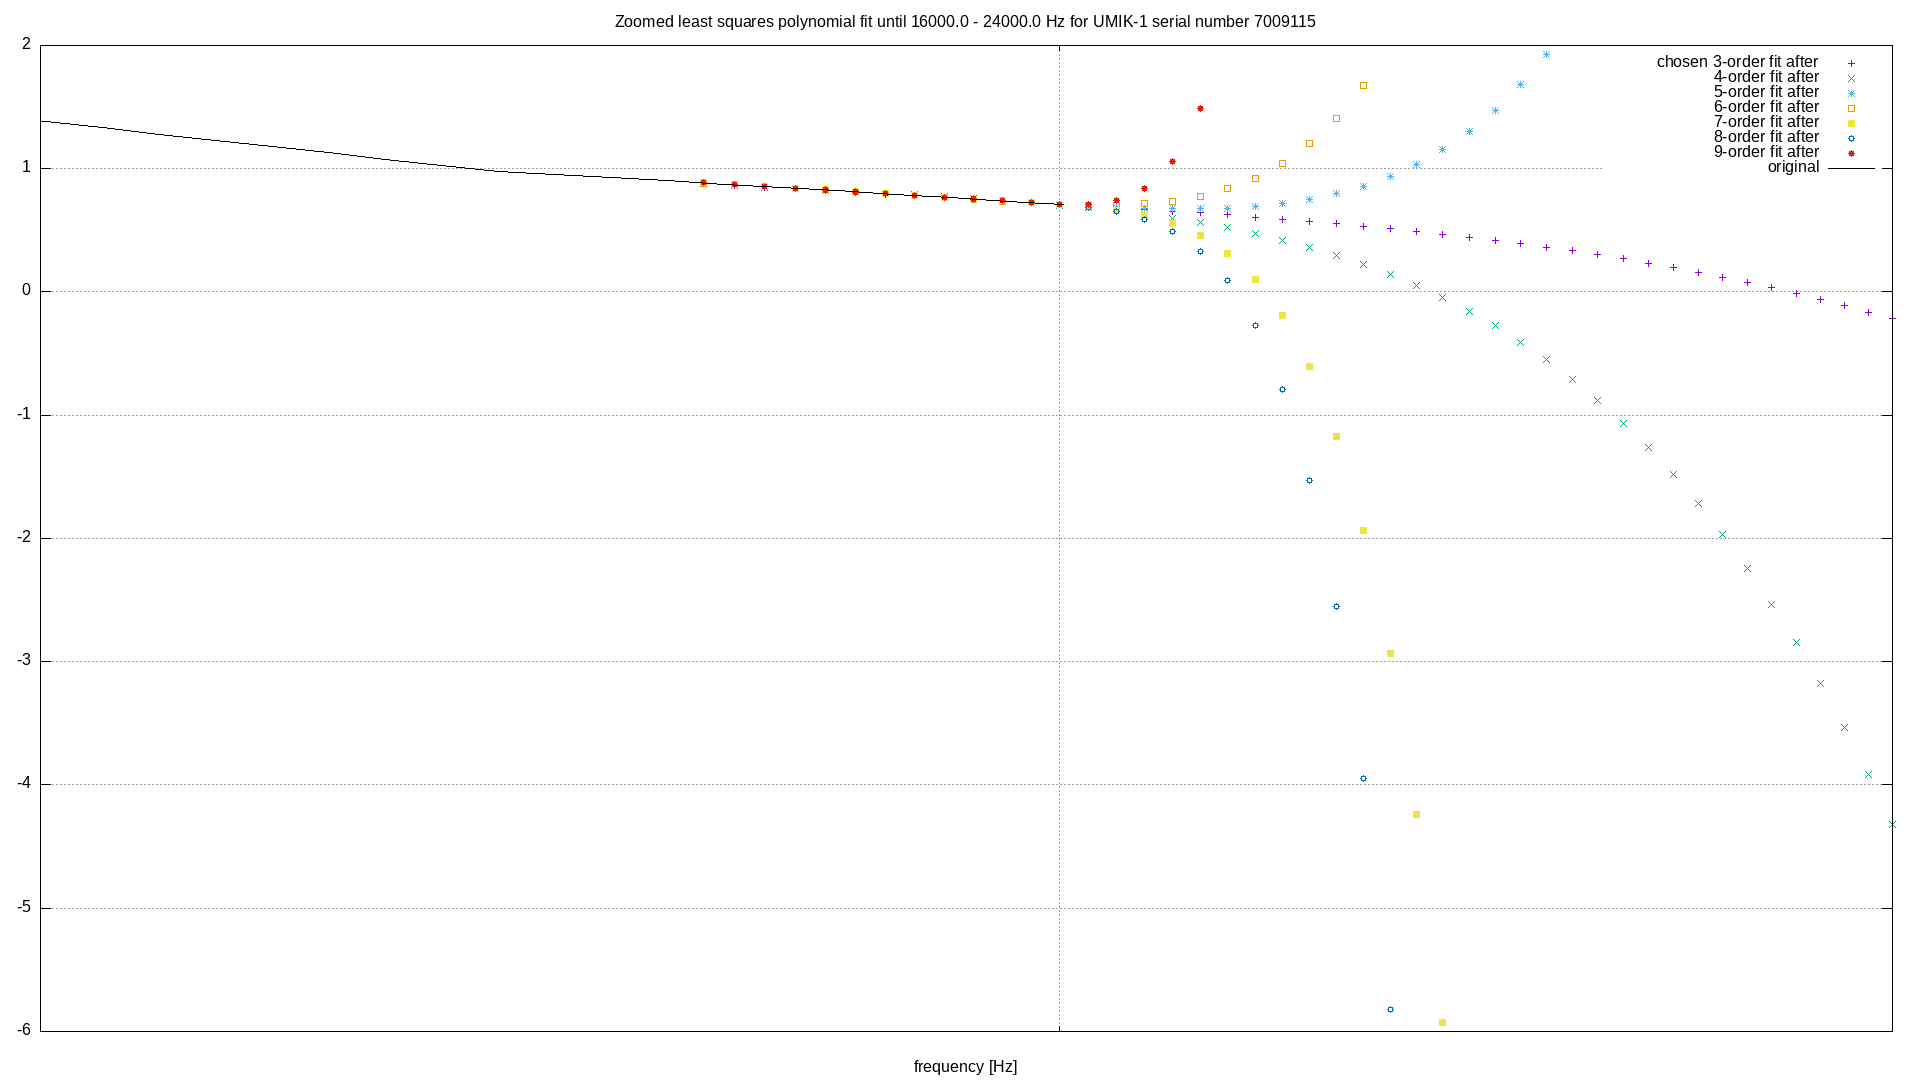 Zoomed least squares polynomial fit until 16000.0 - 24000.0 Hz for UMIK-1 serial number 7009115
2
1
0
-1
-2
-3
-4
-5
-6
chosen 3-order fit after
4-order fit after
5-order fit after
6-order fit after
7-order fit after
8-order fit after
9-order fit after
original
frequency [Hz]